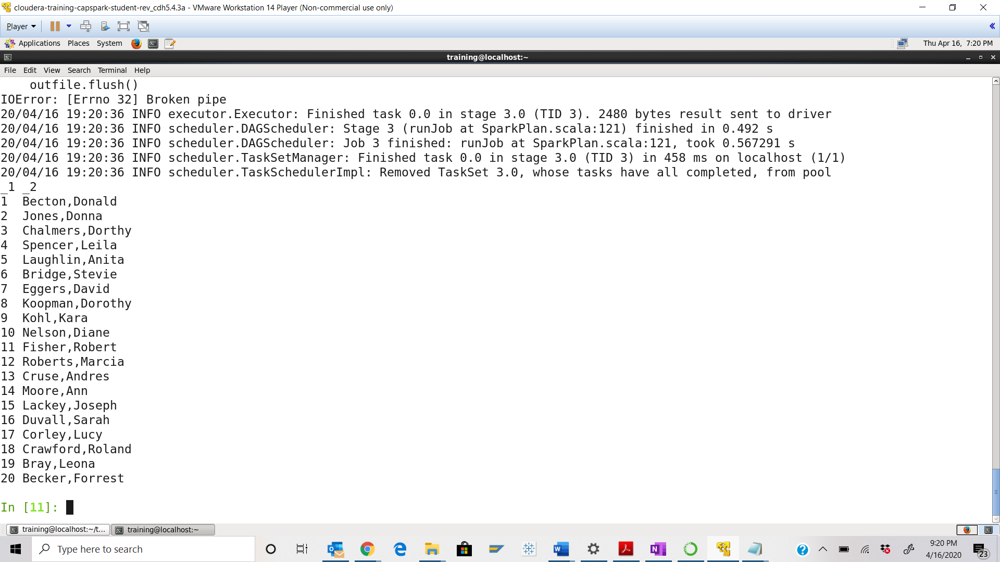 cloudera-training-capspark-student-rev_cdh5.4.3a - VMware Workstation 14 Player (Non-commercial use only)
Player
Applications Places System Thu Apr 16, 7:20 PM
training@localhost:~
File Edit View Search Terminal Help
outfile.flush()
IOError: [Errno 32] Broken pipe
20/04/16 19:20:36 INFO executor.Executor: Finished task 0.0 in stage 3.0 (TID 3). 2480 bytes result sent to driver
20/04/16 19:20:36 INFO scheduler.DAGScheduler: Stage 3 (runJob at SparkPlan.scala:121) finished in 0.492 s
20/04/16 19:20:36 INFO scheduler.DAGScheduler: Job 3 finished: runJob at SparkPlan.scala:121, took 0.567291 s
20/04/16 19:20:36 INFO scheduler.TaskSetManager: Finished task 0.0 in stage 3.0 (TID 3) in 458 ms on localhost (1/1)
20/04/16 19:20:36 INFO scheduler.TaskSchedulerImpl: Removed TaskSet 3.0, whose tasks have all completed, from pool
_1 _2
1 Becton,Donald
2 Jones,Donna
3 Chalmers,Dorthy
4 Spencer,Leila
5 Laughlin,Anita
6 Bridge,Stevie
7 Eggers,David
8 Koopman,Dorothy
9 Kohl,Kara
10 Nelson,Diane
11 Fisher,Robert
12 Roberts,Marcia
13 Cruse,Andres
14 Moore,Ann
15 Lackey,Joseph
16 Duvall,Sarah
17 Corley,Lucy
18 Crawford,Roland
19 Bray,Leona
20 Becker,Forrest
In [11]:
training@localhost:~/t... training@localhost:~
Type here to search
9:20 PM
4/16/2020
23